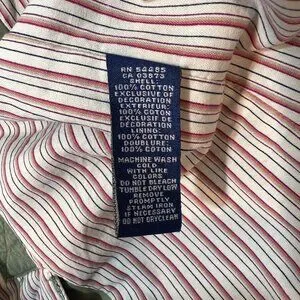 RN 54485
CA 03873
SHELL:
100% COTTON
EXCLUSIVE OF
DECORATION
EXTERIEUR:
100% COTON
EXCLUSIF DE
DECORATION
LINING:
100% COTTON
DOUBLURE:
100% COTON
MACHINE WASH
COLD
WITH LIKE
COLORS
DO NOT BLEACH
TUMBLE DRY LOW
REMOVE
PROMPTLY
STEAM IRON
IF NECESSARY
DO NOT DRYCLEAN